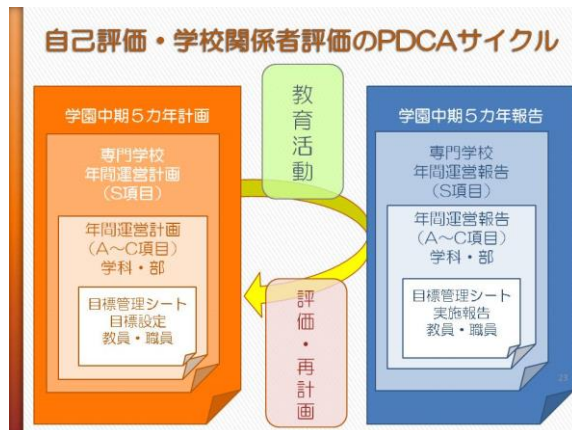 自己評価・学校関係者評価のPDCAサイクル
学園中期5カ年計画
専門学校
年間運営計画
(S項目)
年間運営計画
(A~C項目)
学科・部
目標管理シート
目標設定
教員・職員
教育活動
評価・再計画
学園中期5カ年報告
専門学校
年間運営報告
(S項目)
年間運営報告
(A~C項目)
学科・部
目標管理シート
実施報告
教員・職員
23